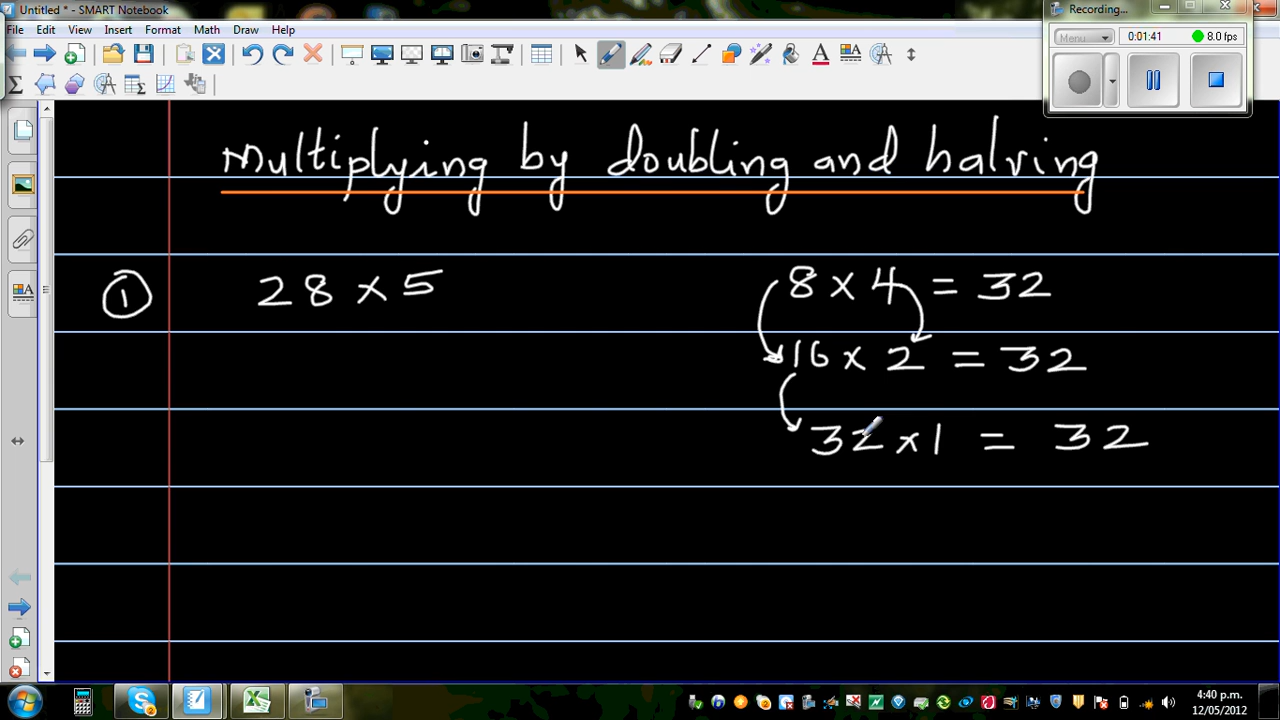 Untitled * - SMART Notebook
Recording...
File Edit View Insert Format Math Draw Help
Menu 0:01:41 8.0 fps
Multiplying by doubling and halving
1 28 x 5 8 x 4 = 32
16 x 2 = 32
32 x 1 = 32
4:40 p.m.
12/05/2012